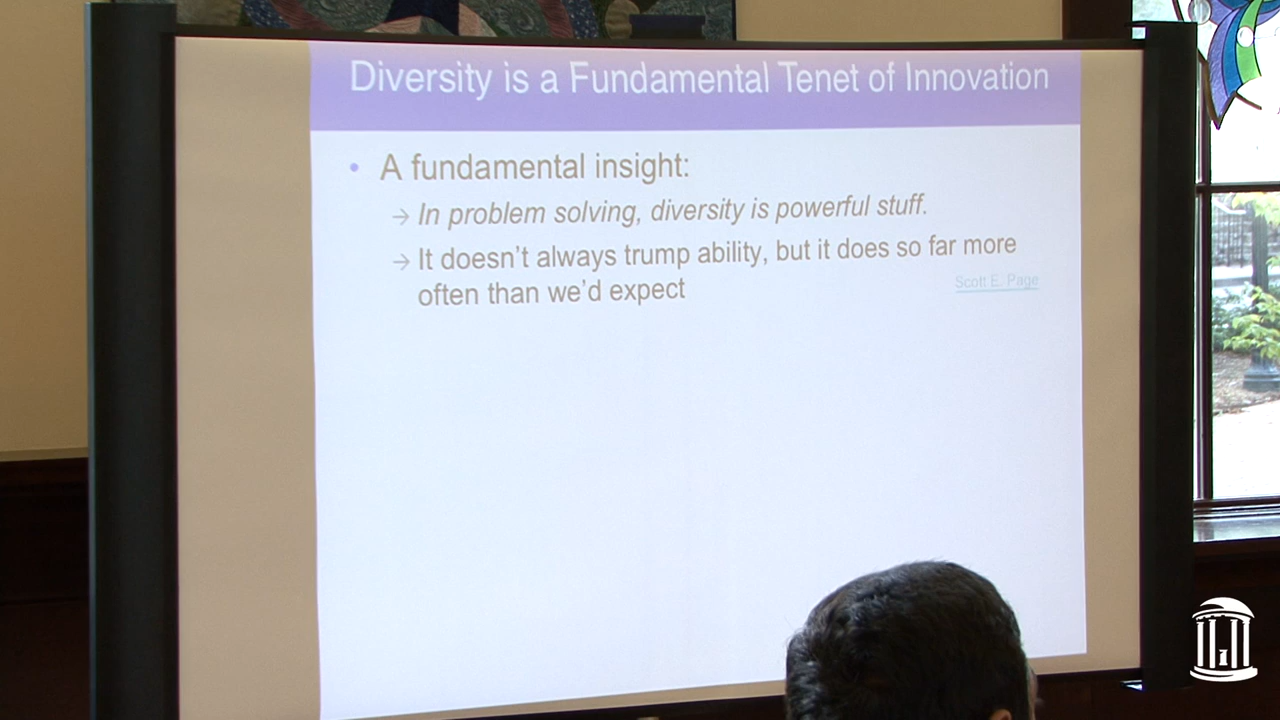 Diversity is a Fundamental Tenet of Innovation
• A fundamental insight:
→ In problem solving, diversity is powerful stuff.
→ It doesn't always trump ability, but it does so far more
often than we'd expect
Scott E. Page